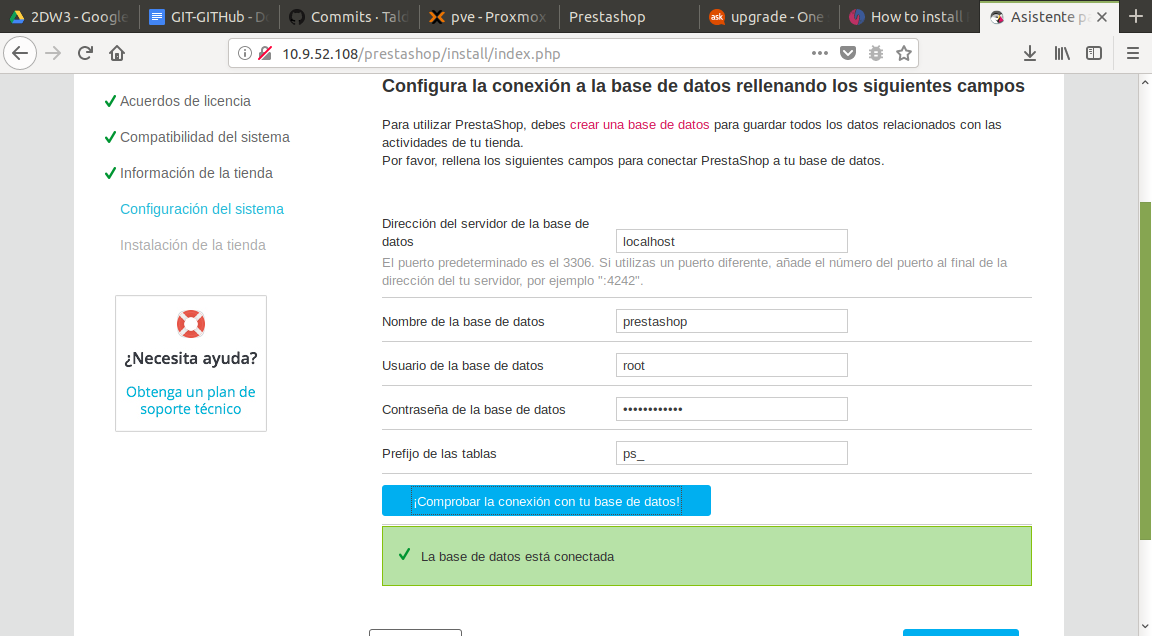 2DW3 - Google
GIT-GITHub - D
Commits · Tald
pve - Proxmox
Prestashop
ask
upgrade - One
How to install
Asistente p
10.9.52.108/prestashop/install/index.php
Acuerdos de licencia
Compatibilidad del sistema
Información de la tienda
Configuración del sistema
Instalación de la tienda
¿Necesita ayuda?
Obtenga un plan de
soporte técnico
Configura la conexión a la base de datos rellenando los siguientes campos
Para utilizar PrestaShop, debes crear una base de datos para guardar todos los datos relacionados con las
actividades de tu tienda.
Por favor, rellena los siguientes campos para conectar PrestaShop a tu base de datos.
Dirección del servidor de la base de
datos
localhost
El puerto predeterminado es el 3306. Si utilizas un puerto diferente, añade el número del puerto al final de la
dirección del tu servidor, por ejemplo ":4242".
Nombre de la base de datos
prestashop
Usuario de la base de datos
root
Contraseña de la base de datos
••••••••••••
Prefijo de las tablas
ps_
¡Comprobar la conexión con tu base de datos!
La base de datos está conectada